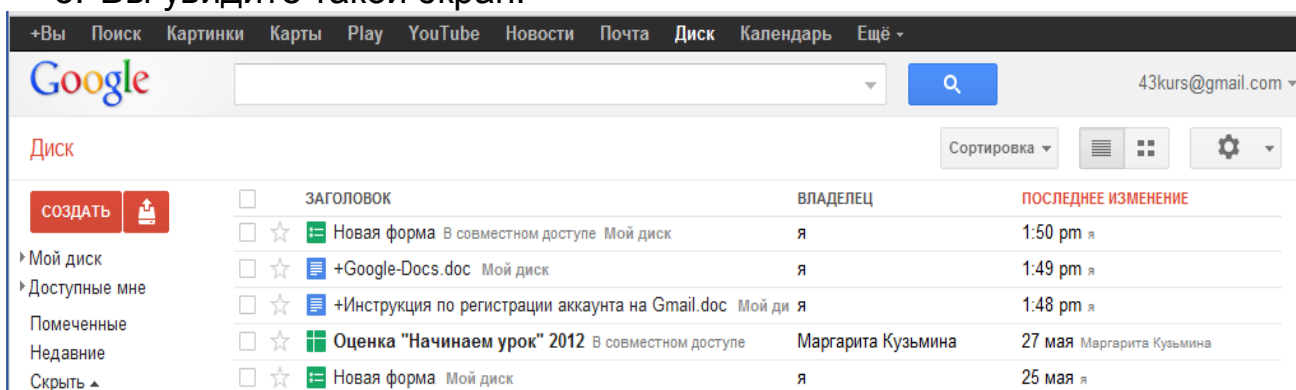 Вы увидите такой экран.
+Вы Поиск Картинки Карты Play YouTube Новости Почта Диск Календарь Ещё
Google 43kurs@gmail.com
Диск Сортировка
СОЗДАТЬ ЗАГОЛОВОК ВЛАДЕЛЕЦ ПОСЛЕДНЕЕ ИЗМЕНЕНИЕ
Новая форма В совместном доступе Мой диск я 1:50 pm я
Мой диск
+Google-Docs.doc Мой диск я 1:49 pm я
Доступные мне
+Инструкция по регистрации аккаунта на Gmail.doc Мой ди я 1:48 pm я
Помеченные
Оценка "Начинаем урок" 2012 В совместном доступе Маргарита Кузьмина 27 мая Маргарита Кузьмина
Недавние
Скрыть Новая форма Мой диск я 25 мая я